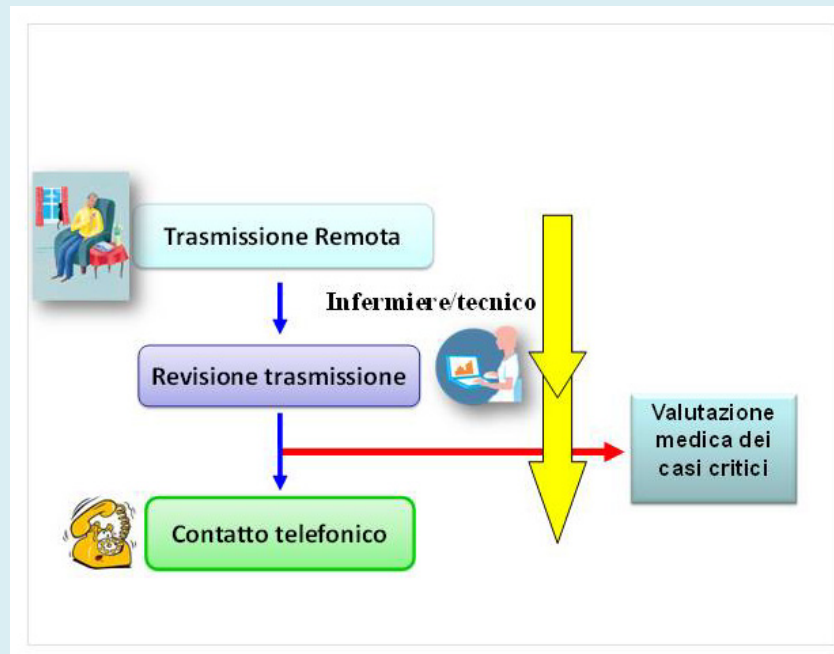 Trasmissione Remota
Infermiere/tecnico
Revisione trasmissione
Valutazione
medica dei
casi critici
Contatto telefonico